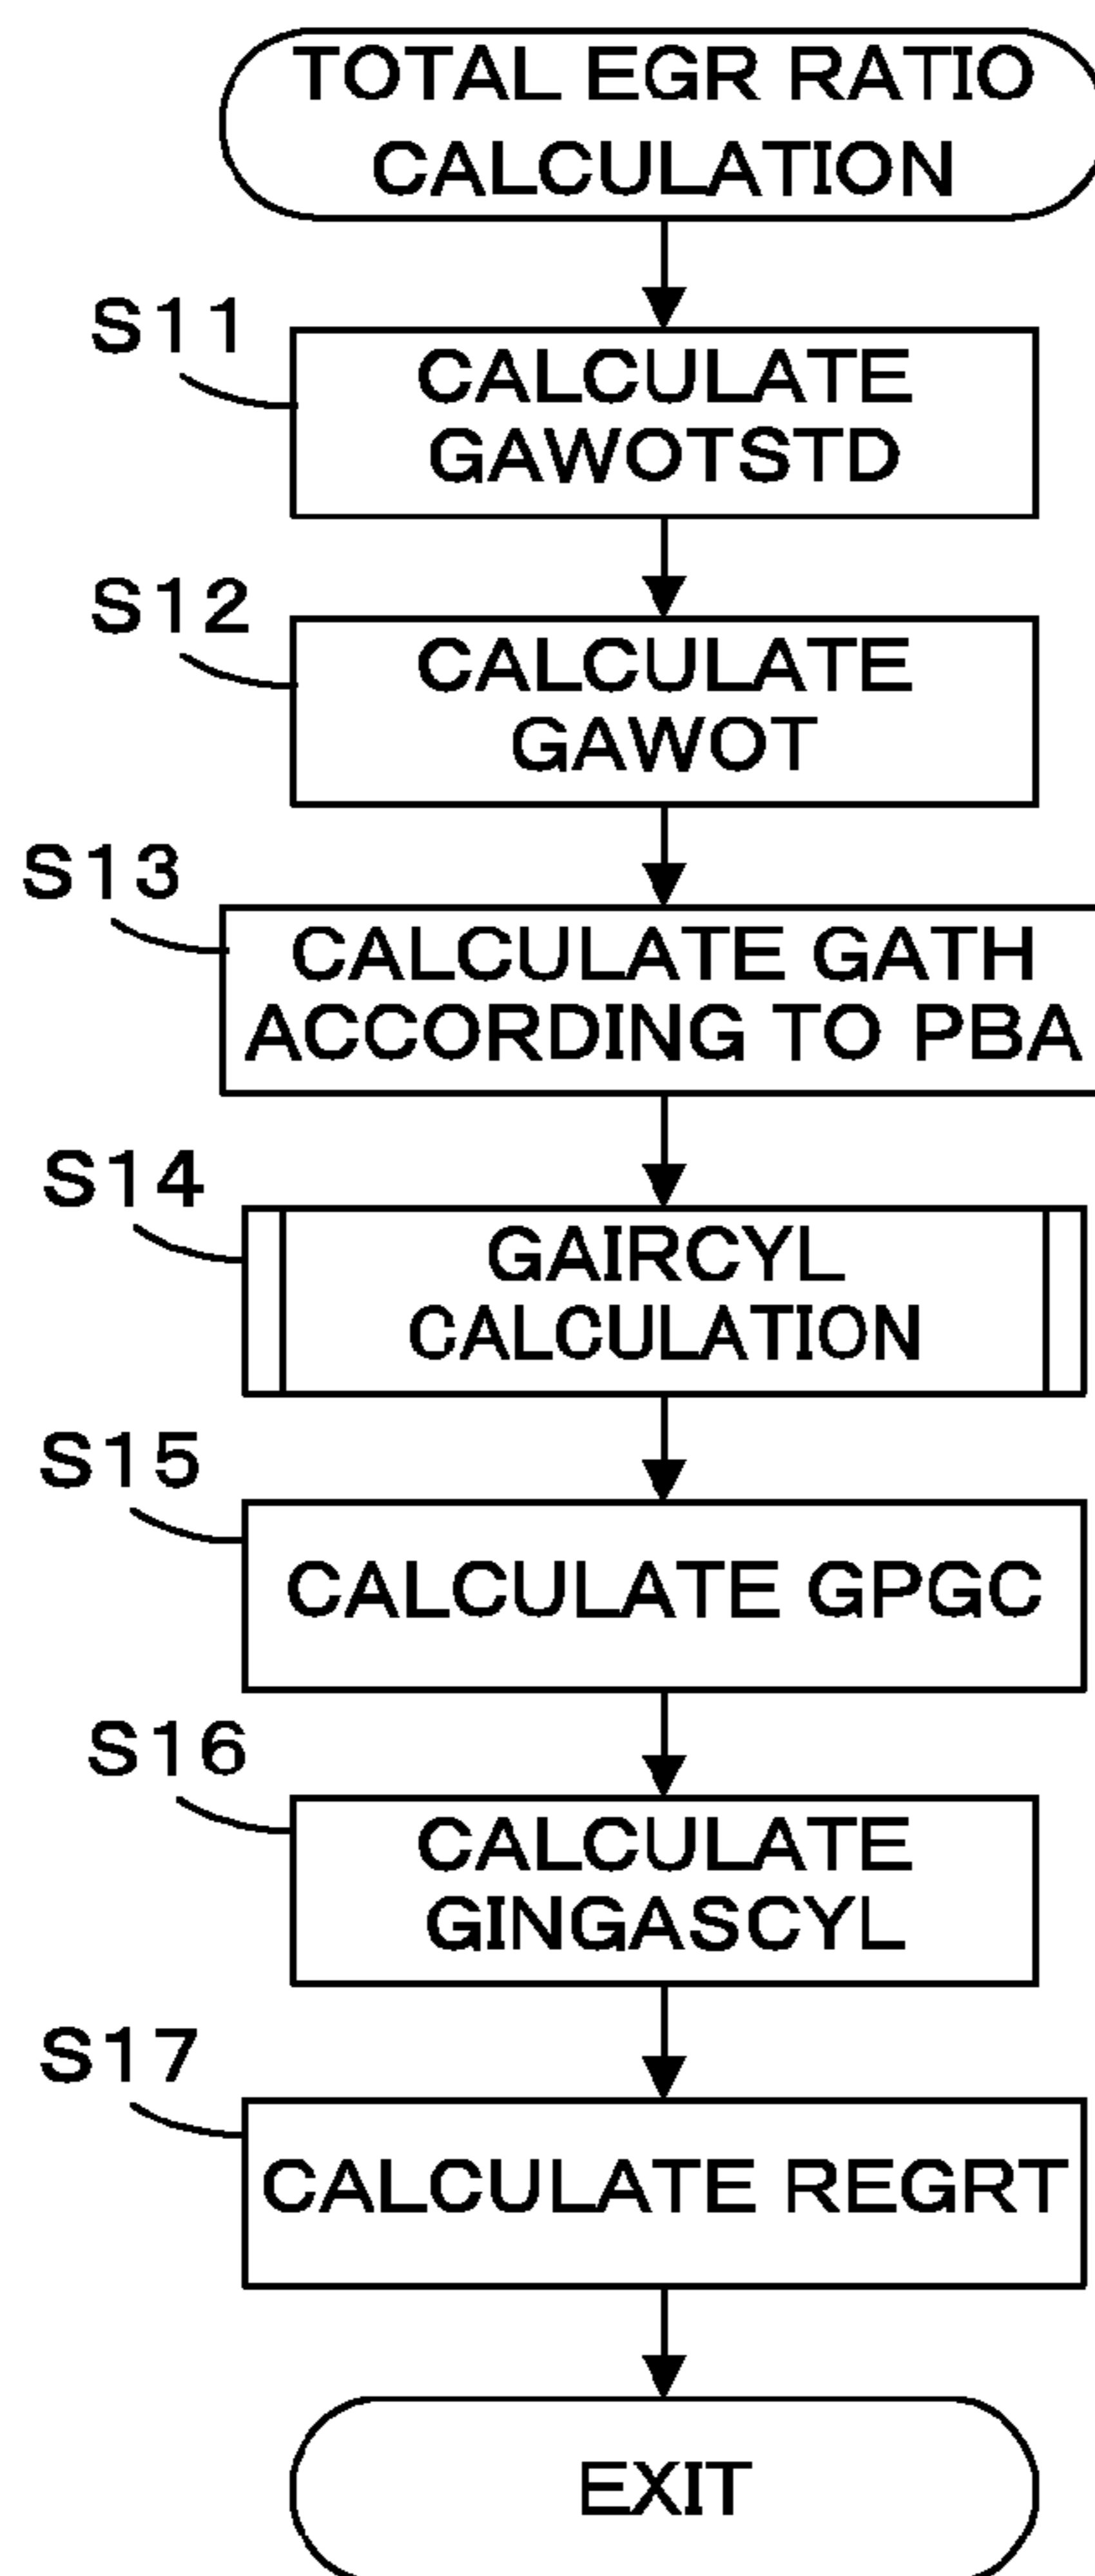 TOTAL EGR RATIO
CALCULATION
S11
CALCULATE
GAWOTSTD
S12
CALCULATE
GAWOT
S13
CALCULATE GATH
ACCORDING TO PBA
S14
GAIRCYL
CALCULATION
S15
CALCULATE GPGC
S16
CALCULATE
GINGASCYL
S17
CALCULATE REGRT
EXIT